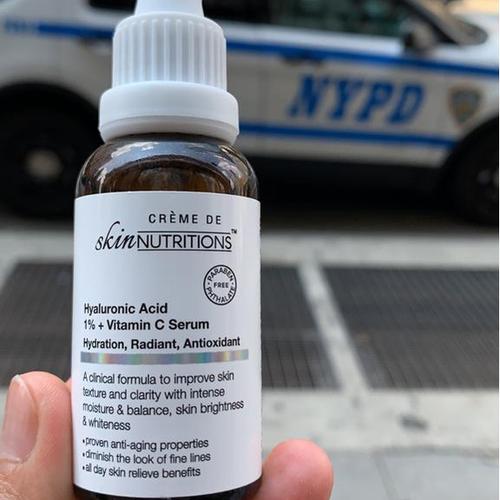 NYPD
CRÈME DE
skinNUTRITIONS™
PARABEN
FREE
PHTHALATE
Hyaluronic Acid
1% + Vitamin C Serum
Hydration, Radiant, Antioxidant
A clinical formula to improve skin
texture and clarity with intense
moisture & balance, skin brightness
& whiteness
•proven anti-aging properties
•diminish the look of fine lines
•all day skin relieve benefits